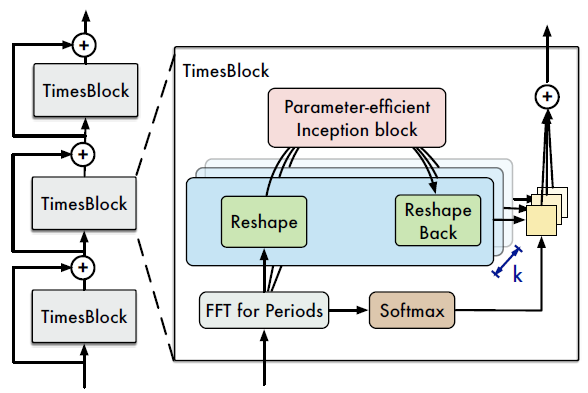 TimesBlock
TimesBlock
TimesBlock
TimesBlock
Parameter-efficient
Inception block
Reshape
Reshape
Back
k
FFT for Periods
Softmax